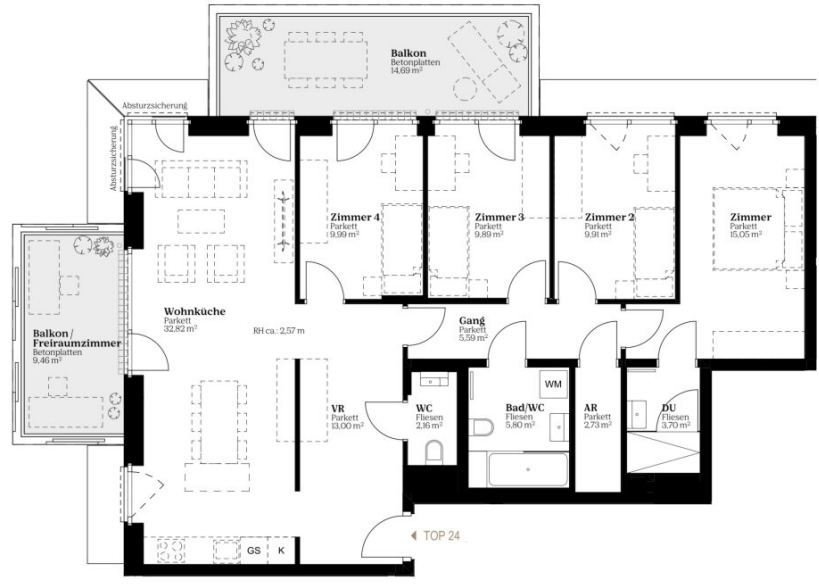 Balkon
Betonplatten
14,69 m²
Absturzsicherung
Absturzsicherung
Zimmer 4
Parkett
9,99 m²
Zimmer 3
Parkett
9,89 m²
Zimmer 2
Parkett
9,91 m²
Zimmer
Parkett
15,05 m²
Wohnküche
Parkett
32,82 m²
RH ca.: 2,57 m
Gang
Parkett
5,59 m²
Balkon/
Freiraumzimmer
Betonplatten
9,46 m²
VR
Parkett
13,00 m²
WC
Fliesen
2,16 m²
Bad/WC
Fliesen
5,80 m²
WM
AR
Parkett
2,73 m²
DU
Fliesen
3,70 m²
GS
K
TOP 24